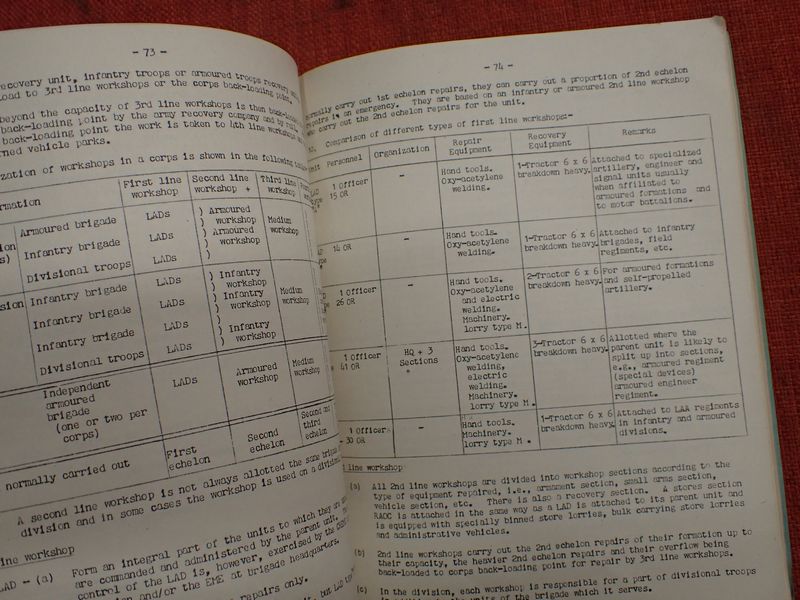 - 73 -
recovery unit, infantry troops or armoured troops recovery
load to 3rd line workshops or the corps back-loading point.
beyond the capacity of 3rd line workshops is then back-
back-loading point by the army recovery company and by rail
back-loading point the work is taken to 4th line workshops
vehicle parks.
zation of workshops in a corps is shown in the following
First line workshop
Second line workshop +
Third line workshop
Armoured brigade
LADs
) Armoured
) workshop
Medium workshop
Infantry brigade
LADs
) Armoured
) workshop
Divisional troops
LADs
)
Infantry brigade
LADs
) Infantry
) workshop
Medium workshop
Infantry brigade
LADs
) Infantry
) workshop
Infantry brigade
LADs
) Infantry
) workshop
Divisional troops
LADs
Independent
armoured
brigade
(one or two per
corps)
LADs
Armoured
workshop
Medium
workshop
normally carried out
First
echelon
Second
echelon
Second and
third
echelon
A second line workshop is not always allotted the same
division and in some cases the workshop is used on a
line workshop
LAD - (a) Form an integral part of the units to which they are
are commanded and administered by the parent unit.
control of the LAD is, however, exercised by the
and/or the EME at brigade headquarters.
repairs only.
- 74 -
normally carry out 1st echelon repairs, they can carry out a proportion of 2nd echelon
repairs in an emergency. They are based on an infantry or armoured 2nd line workshop
who carry out the 2nd echelon repairs for the unit.
Comparison of different types of first line workshops:-
Personnel
Organization
Repair Equipment
Recovery Equipment
Remarks
LAD
1 Officer
15 OR
-
Hand tools.
Oxy-acetylene
welding.
1-Tractor 6 x 6
breakdown heavy.
Attached to specialized
artillery, engineer and
signal units usually
when affiliated to
armoured formations and
to motor battalions.
14 OR
-
Hand tools.
Oxy-acetylene
welding.
1-Tractor 6 x 6
breakdown heavy.
Attached to infantry
brigades, field
regiments, etc.
1 Officer
26 OR
-
Hand tools.
Oxy-acetylene
and electric
welding.
Machinery.
lorry type M.
2-Tractor 6 x 6
breakdown heavy.
For armoured formations
and self-propelled
artillery.
1 Officer
41 OR
HQ + 3
Sections
Hand tools.
Oxy-acetylene
welding,
electric
welding.
Machinery.
lorry type M.
3-Tractor 6 x 6
breakdown heavy.
Allotted where the
parent unit is likely to
split up into sections,
e.g., armoured regiment
(special devices)
armoured engineer
regiment.
1 Officer
30 OR
-
Hand tools.
Machinery.
lorry type M.
1-Tractor 6 x 6
breakdown heavy.
Attached to LAA regiments
in infantry and armoured
divisions.
line workshop
(a) All 2nd line workshops are divided into workshop sections according to the
type of equipment repaired, i.e., armament section, small arms section,
vehicle section, etc. There is also a recovery section. A stores section
RAOC is attached in the same way as a LAD is attached to its parent unit and
is equipped with specially binned store lorries, bulk carrying store lorries
and administrative vehicles.
(b) 2nd line workshops carry out the 2nd echelon repairs of their formation up to
their capacity, the heavier 2nd echelon repairs and their overflow being
back-loaded to corps back-loading point for repair by 3rd line workshops.
(c) In the division, each workshop is responsible for a part of divisional troops
units of the brigade which it serves.